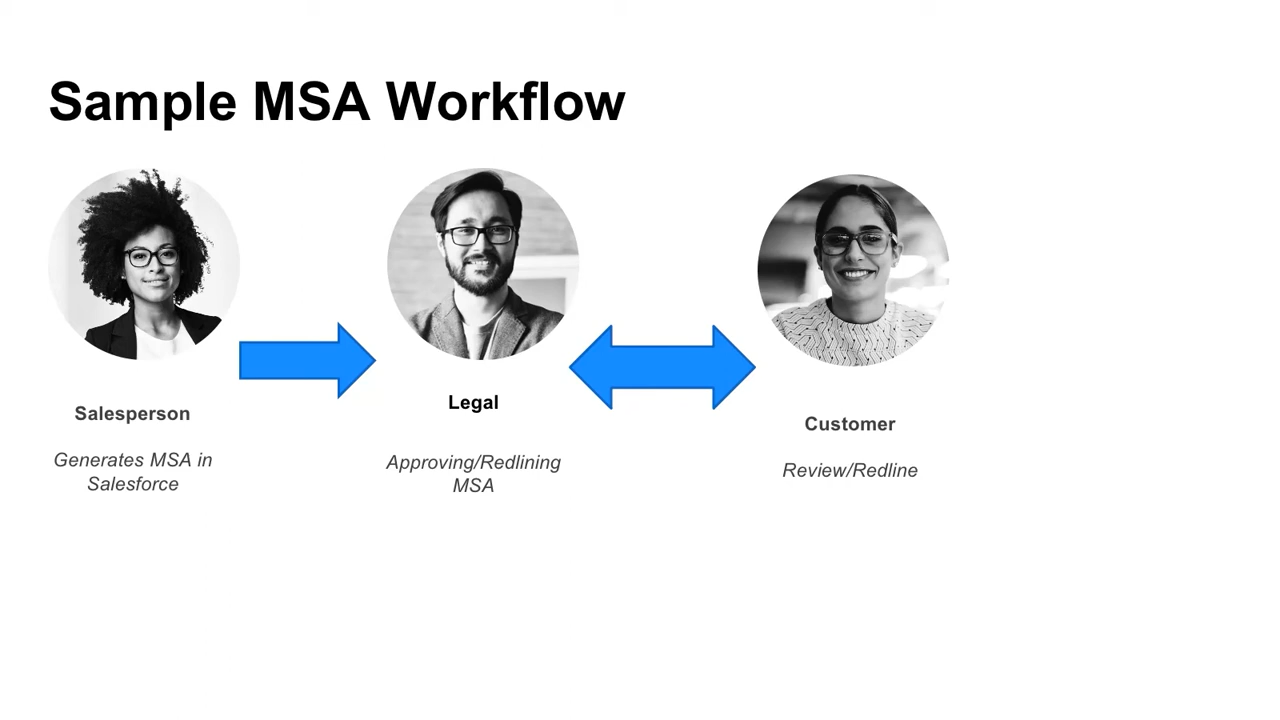 Sample MSA Workflow
Salesperson
Generates MSA in
Salesforce
Legal
Approving/Redlining
MSA
Customer
Review/Redline